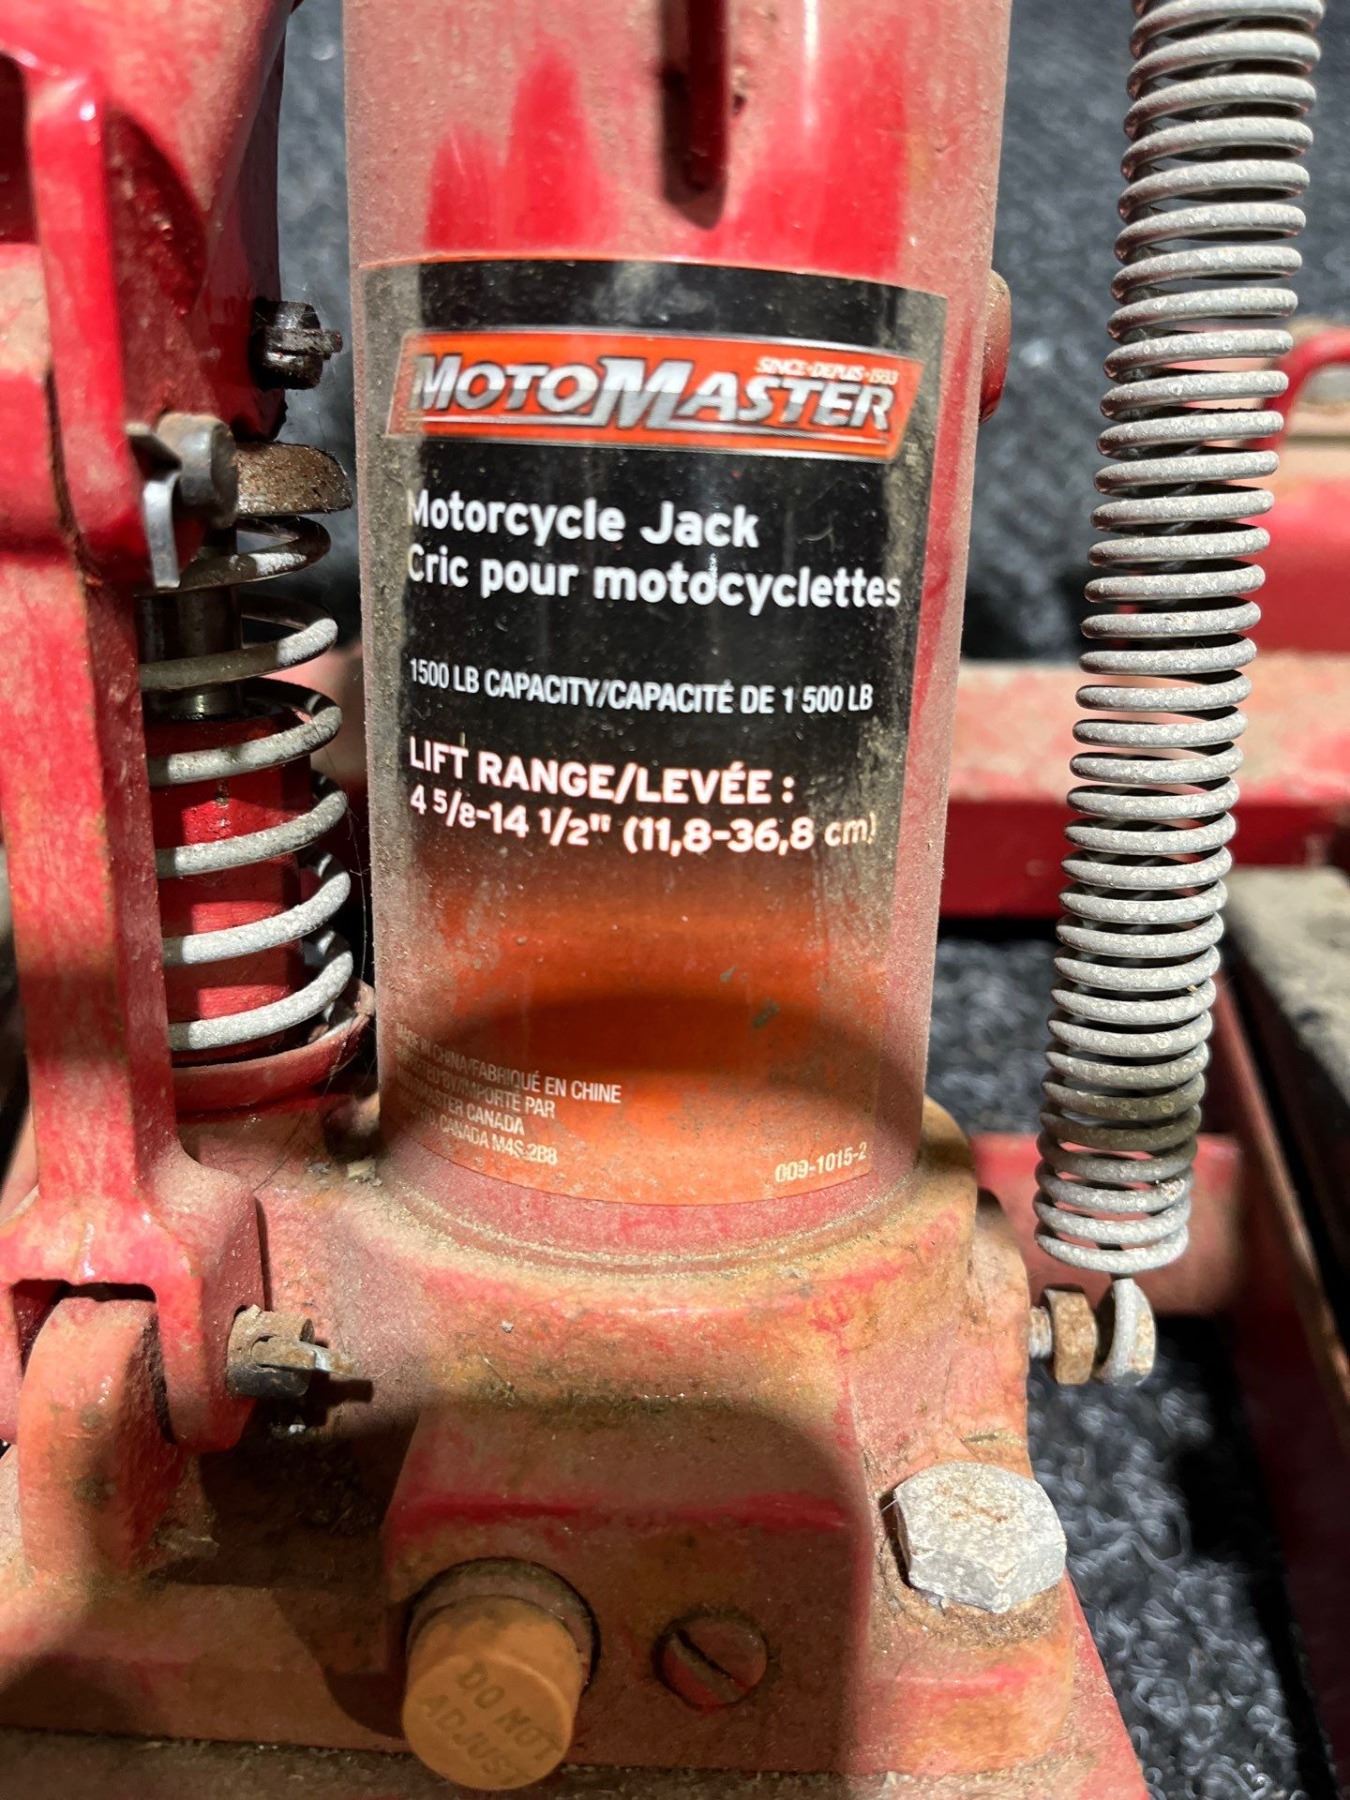 MOTOMASTER
SINCE • DEPUIS • 1933
Motorcycle Jack
Cric pour motocyclettes
1500 LB CAPACITY/CAPACITÉ DE 1 500 LB
LIFT RANGE/LEVÉE :
4 5/8-14 1/2" (11,8-36,8 cm)
MADE IN CHINA/FABRIQUÉ EN CHINE
BY/IMPORTÉ PAR
CANADA
CANADA M4S 2B8
009-1015-2
DO NOT
ADJUST